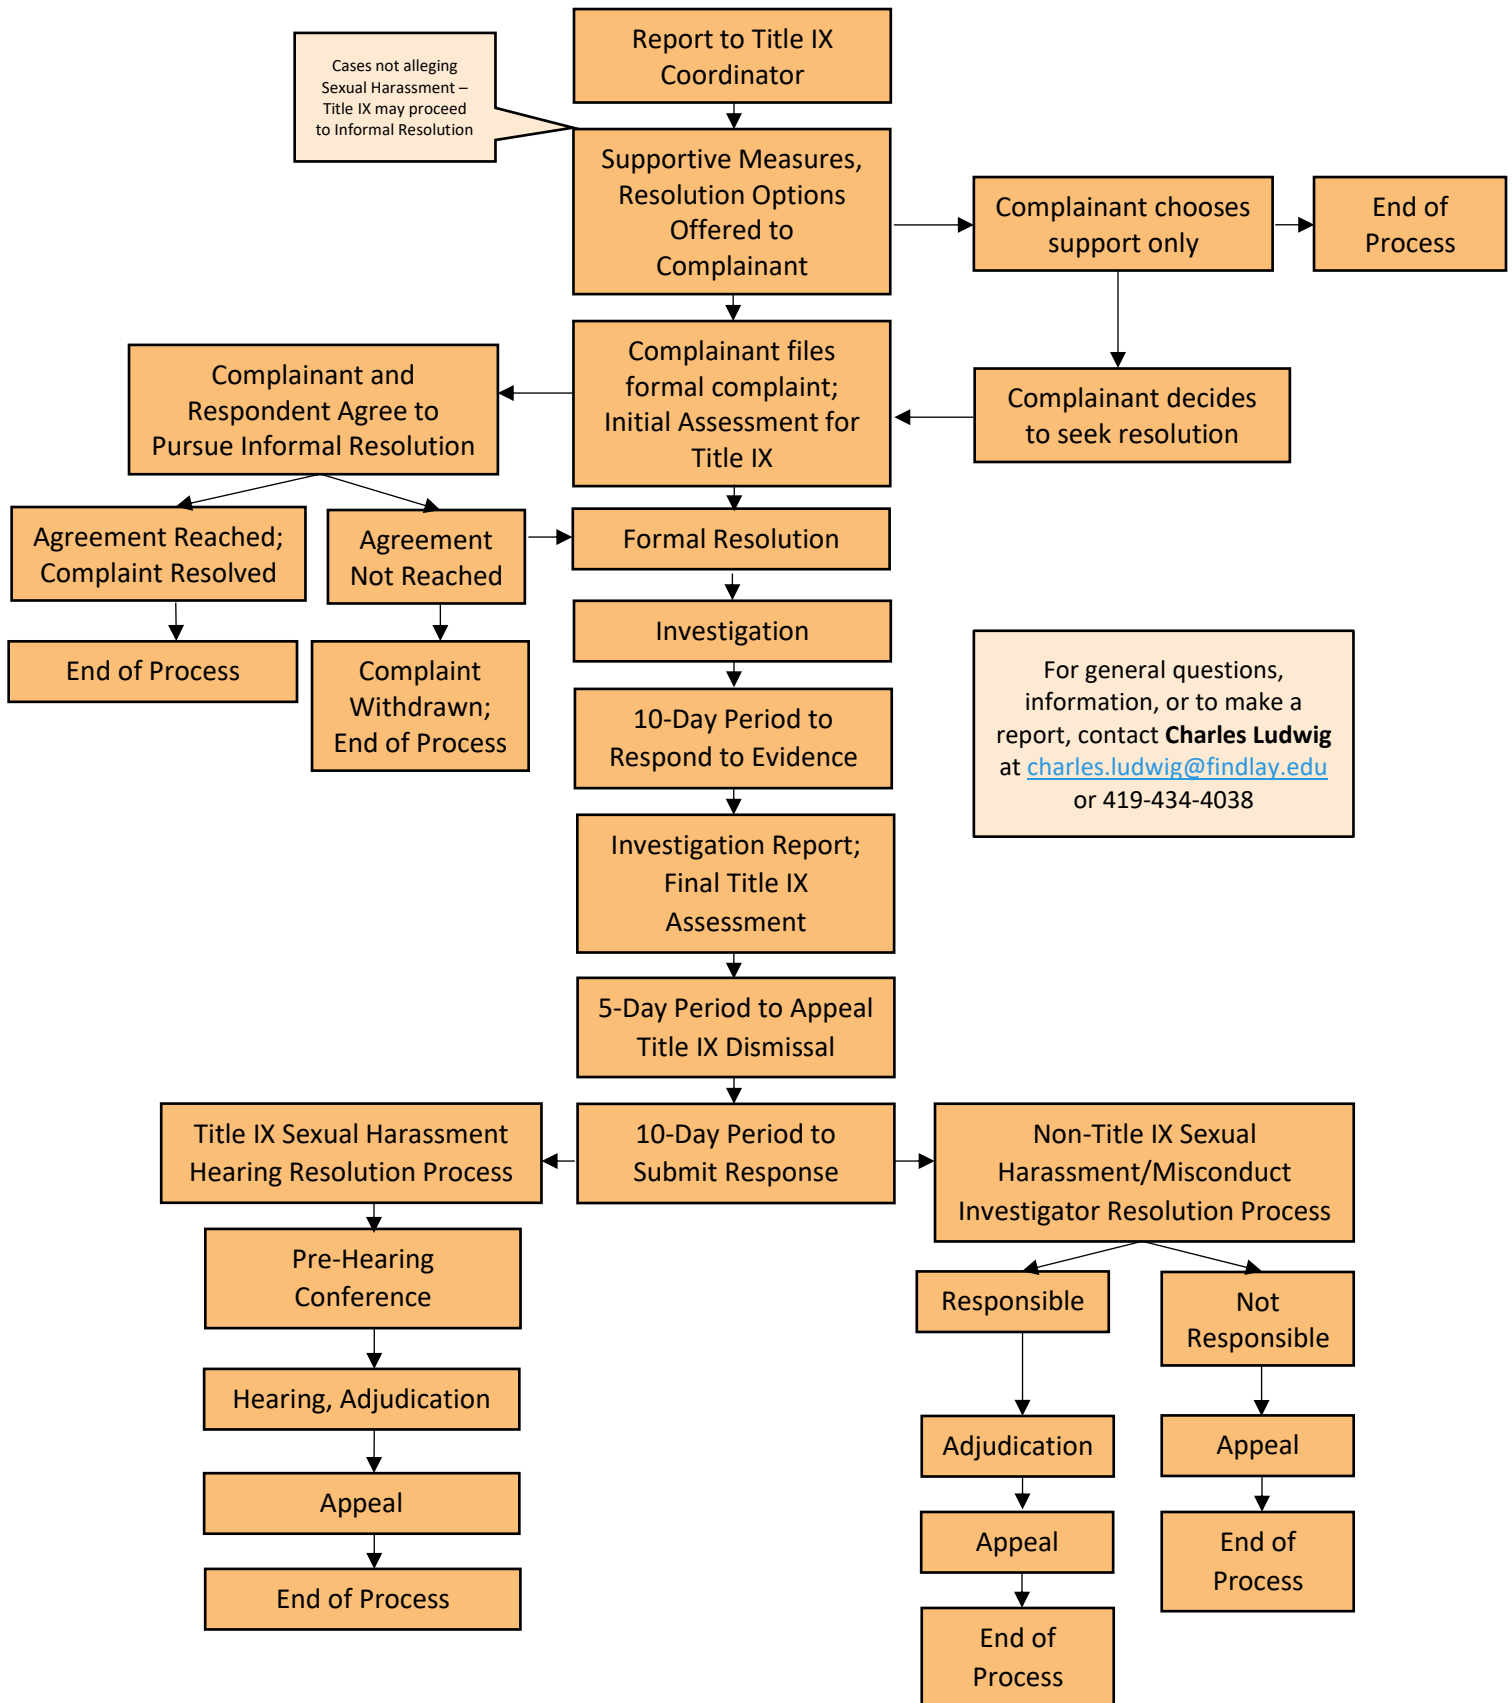 Report to Title IX
Coordinator
Cases not alleging
Sexual Harassment –
Title IX may proceed
to Informal Resolution
Supportive Measures,
Resolution Options
Offered to
Complainant
Complainant chooses
support only
End of
Process
Complainant files
formal complaint;
Initial Assessment for
Title IX
Complainant and
Respondent Agree to
Pursue Informal Resolution
Complainant decides
to seek resolution
Agreement Reached;
Complaint Resolved
Agreement
Not Reached
Formal Resolution
End of Process
Complaint
Withdrawn;
End of Process
Investigation
10-Day Period to
Respond to Evidence
For general questions,
information, or to make a
report, contact Charles Ludwig
at charles.ludwig@findlay.edu
or 419-434-4038
Investigation Report;
Final Title IX
Assessment
5-Day Period to Appeal
Title IX Dismissal
10-Day Period to
Submit Response
Title IX Sexual Harassment
Hearing Resolution Process
Non-Title IX Sexual
Harassment/Misconduct
Investigator Resolution Process
Pre-Hearing
Conference
Hearing, Adjudication
Appeal
End of Process
Responsible
Adjudication
Appeal
End of
Process
Not
Responsible
Appeal
End of
Process